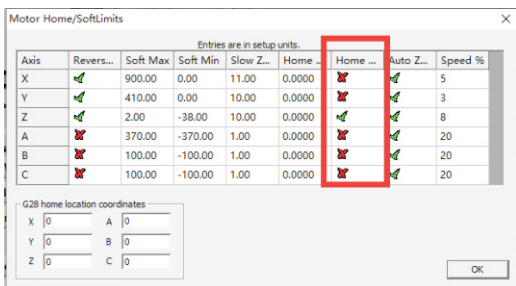 Motor Home/SoftLimits
Entries are in setup units.
Axis Revers... Soft Max Soft Min Slow Z... Home .. Home ... Auto Z... Speed %
X 900.00 0.00 11.00 0.0000 5
Y 410.00 0.00 10.00 0.0000 3
Z 2.00 -38.00 10.00 0.0000 8
A 370.00 -370.00 1.00 0.0000 20
B 100.00 -100.00 1.00 0.0000 20
C 100.00 -100.00 1.00 0.0000 20
G28 home location coordinates
X 0 A 0
Y 0 B 0
Z 0 C 0
OK